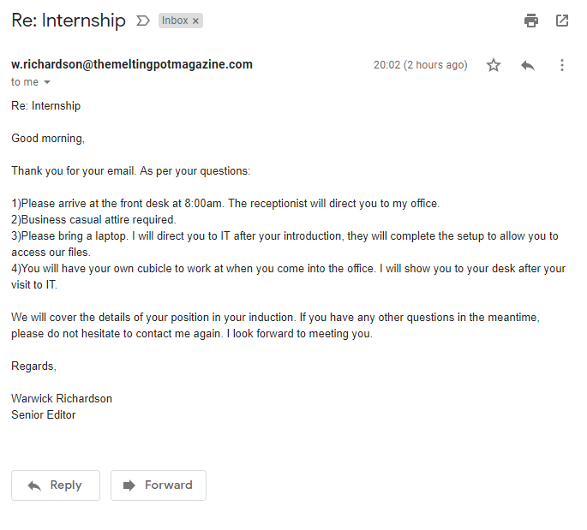 Re: Internship Inbox x
w.richardson@themeltingpotmagazine.com 20:02 (2 hours ago)
to me
Re: Internship
Good morning,
Thank you for your email. As per your questions:
1)Please arrive at the front desk at 8:00am. The receptionist will direct you to my office.
2)Business casual attire required.
3)Please bring a laptop. I will direct you to IT after your introduction, they will complete the setup to allow you to
access our files.
4)You will have your own cubicle to work at when you come into the office. I will show you to your desk after your
visit to IT.
We will cover the details of your position in your induction. If you have any other questions in the meantime,
please do not hesitate to contact me again. I look forward to meeting you.
Regards,
Warwick Richardson
Senior Editor
Reply Forward